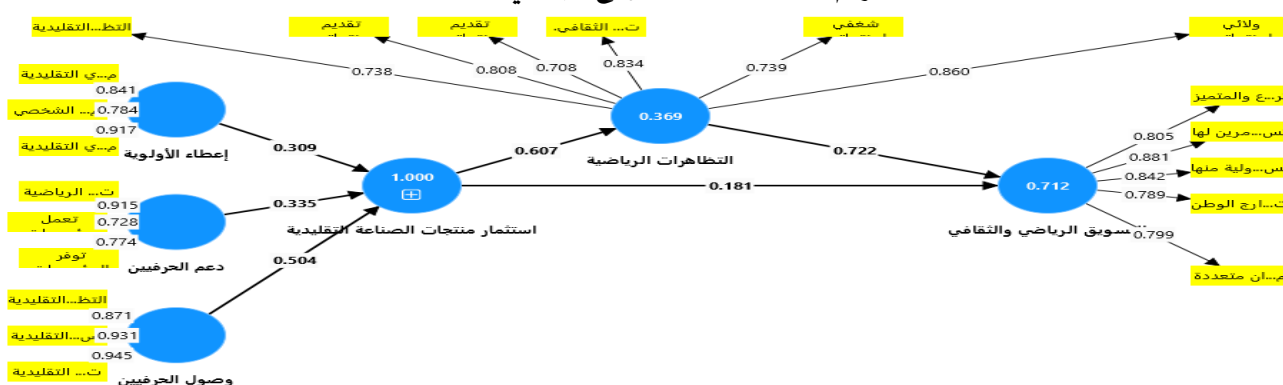 ولائي
شغفي
ت... الثقافي.
تقديم
تقديم
التظ...التقليدية
0.738
0.808
0.708
0.834
0.739
0.860
م...ي التقليدية
0.841
0.784
...الشخصي
0.917
م...ي التقليدية
إعطاء الأولوية
0.309
0.369
التظاهرات الرياضية
0.607
0.722
1.000
استثمار منتجات الصناعة التقليدية
0.181
0.712
التسويق الرياضي والثقافي
ر...ع والمتميز
0.805
س...مرين لها
0.881
س...ولية منها
0.842
ت...ارج الوطن
0.789
0.799
م...ان متعددة
ت... الرياضية
0.915
تعمل
0.728
0.774
توفر
دعم الحرفيين
0.335
0.504
التظ...التقليدية
0.871
س...التقليدية
0.931
0.945
ت... التقليدية
وصول الحرفيين